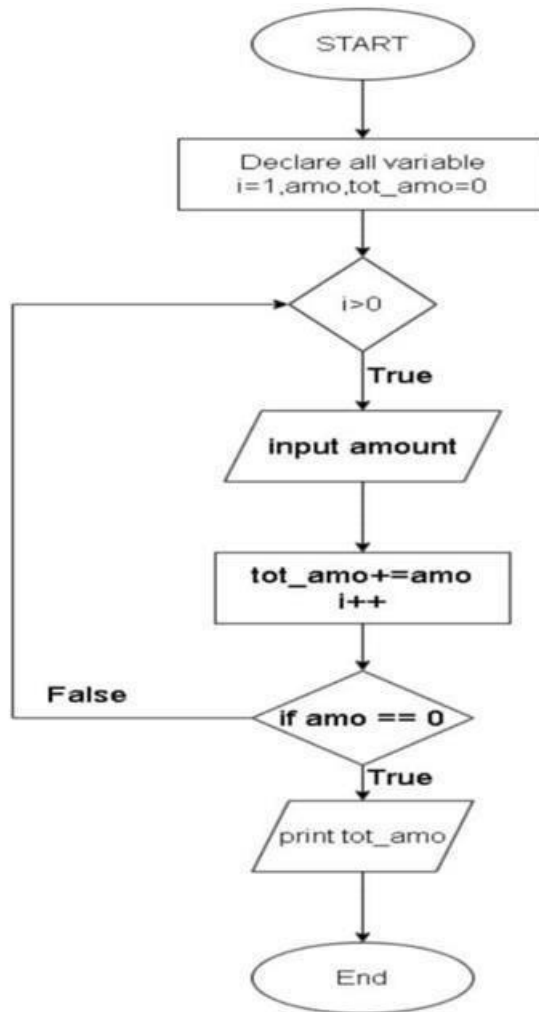 START
Declare all variable
i=1,amo,tot_amo=0
i>0
True
input amount
tot_amo+=amo
i++
if amo == 0
False
True
print tot_amo
End